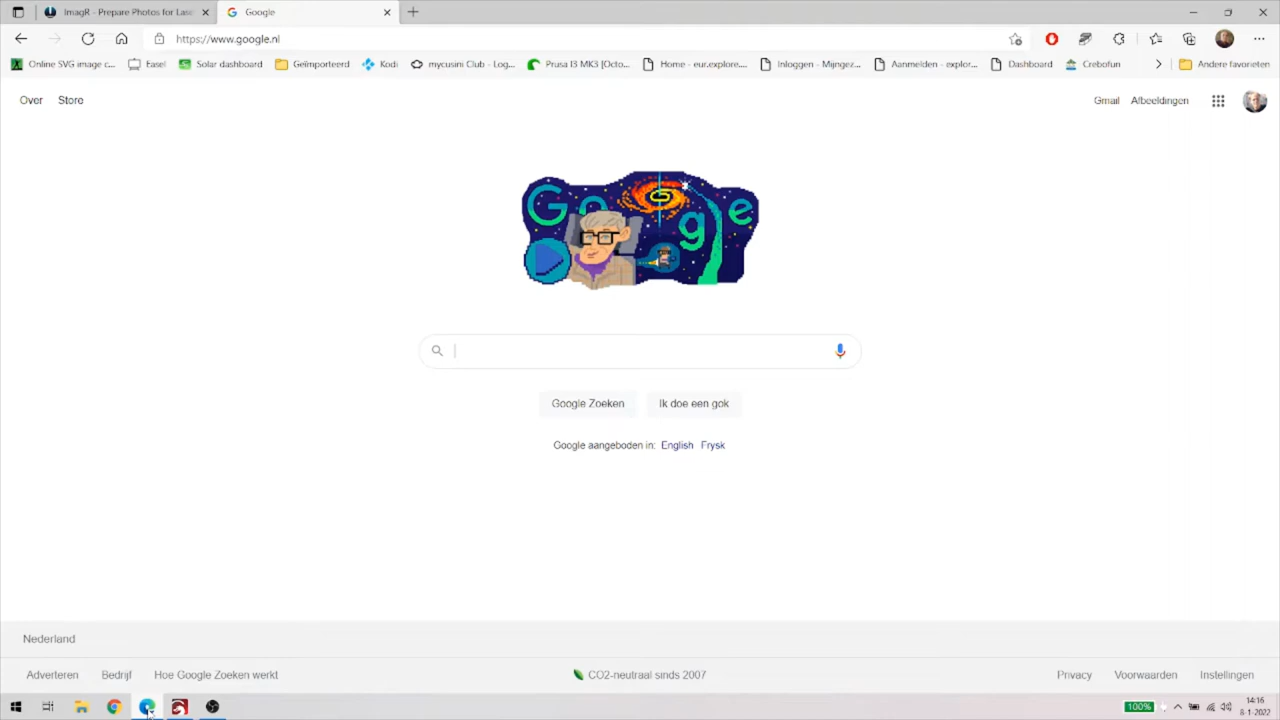 ImagR - Prepare Photos for Lase
Google
https://www.google.nl
Online SVG image c...
Easel
Solar dashboard
Geïmporteerd
Kodi
mycusini Club - Log...
Prusa I3 MK3 [Octo...
Home - eur.explore...
Inloggen - Mijngez...
Aanmelden - explor...
Dashboard
Crebofun
Andere favorieten
Over
Store
Gmail
Afbeeldingen
Google
Google Zoeken
Ik doe een gok
Google aangeboden in: English Frysk
Nederland
Adverteren
Bedrijf
Hoe Google Zoeken werkt
CO2-neutraal sinds 2007
Privacy
Voorwaarden
Instellingen
100%
14:16
8-1-2022